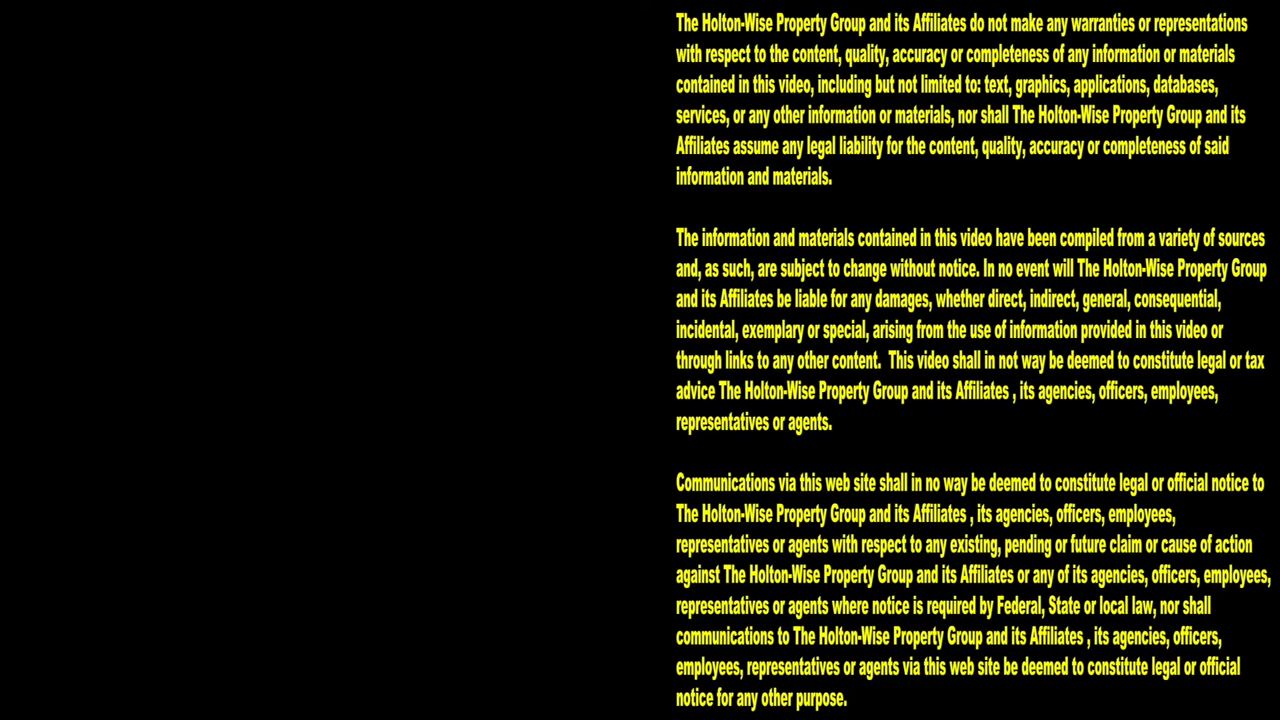 The Holton-Wise Property Group and its Affiliates do not make any warranties or representations
with respect to the content, quality, accuracy or completeness of any information or materials
contained in this video, including but not limited to: text, graphics, applications, databases,
services, or any other information or materials, nor shall The Holton-Wise Property Group and its
Affiliates assume any legal liability for the content, quality, accuracy or completeness of said
information and materials.
The information and materials contained in this video have been compiled from a variety of sources
and, as such, are subject to change without notice. In no event will The Holton-Wise Property Group
and its Affiliates be liable for any damages, whether direct, indirect, general, consequential,
incidental, exemplary or special, arising from the use of information provided in this video or
through links to any other content.  This video shall in not way be deemed to constitute legal or tax
advice The Holton-Wise Property Group and its Affiliates , its agencies, officers, employees,
representatives or agents.
Communications via this web site shall in no way be deemed to constitute legal or official notice to
The Holton-Wise Property Group and its Affiliates , its agencies, officers, employees,
representatives or agents with respect to any existing, pending or future claim or cause of action
against The Holton-Wise Property Group and its Affiliates or any of its agencies, officers, employees,
representatives or agents where notice is required by Federal, State or local law, nor shall
communications to The Holton-Wise Property Group and its Affiliates , its agencies, officers,
employees, representatives or agents via this web site be deemed to constitute legal or official
notice for any other purpose.